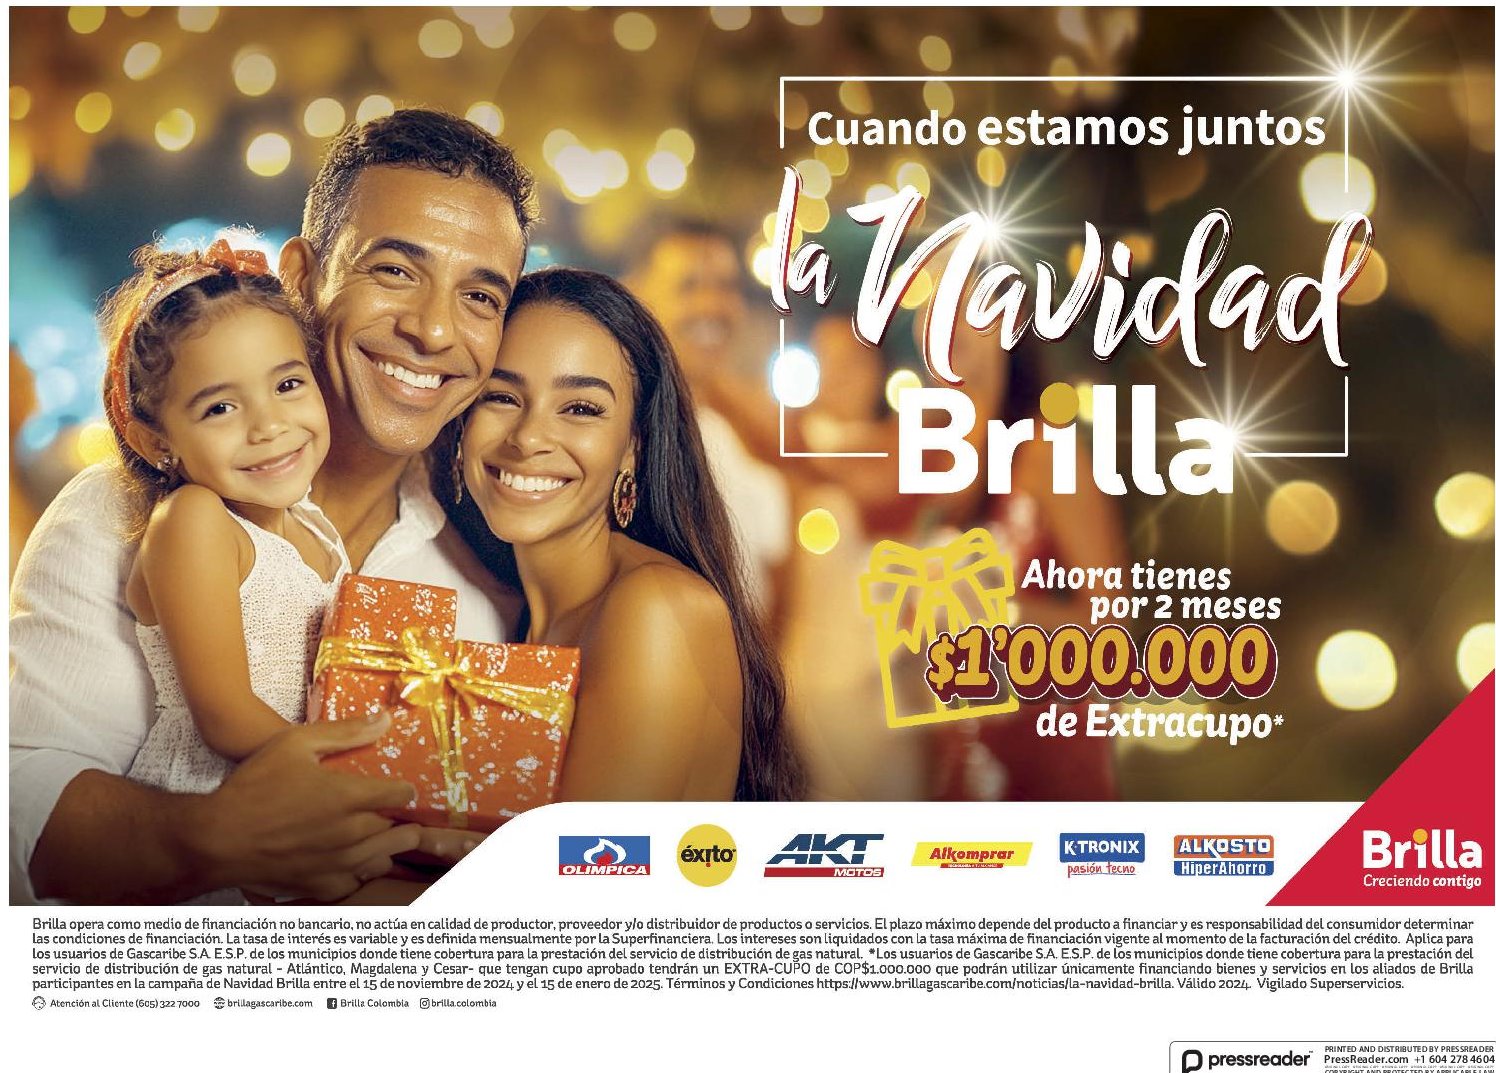 Cuando estamos juntos
la Navidad
Brilla
Ahora tienes
por 2 meses
$1'000.000
de Extracupo*
OLIMPICA
éxito
AKT
MOTOS
Alkomprar
K·TRONIX
pasión tecno
ALKOSTO
HiperAhorro
Brilla
Creciendo contigo
Brilla opera como medio de financiación no bancario, no actúa en calidad de productor, proveedor y/o distribuidor de productos o servicios. El plazo máximo depende del producto a financiar y es responsabilidad del consumidor determinar
las condiciones de financiación. La tasa de interés es variable y es definida mensualmente por la Superfinanciera. Los intereses son liquidados con la tasa máxima de financiación vigente al momento de la facturación del crédito. Aplica para
los usuarios de Gascaribe S.A. E.S.P. de los municipios donde tiene cobertura para la prestación del servicio de distribución de gas natural. *Los usuarios de Gascaribe S.A. E.S.P. de los municipios donde tiene cobertura para la prestación del
servicio de distribución de gas natural - Atlántico, Magdalena y Cesar- que tengan cupo aprobado tendrán un EXTRA-CUPO de COP$1.000.000 que podrán utilizar únicamente financiando bienes y servicios en los aliados de Brilla
participantes en la campaña de Navidad Brilla entre el 15 de noviembre de 2024 y el 15 de enero de 2025. Términos y Condiciones https://www.brillagascaribe.com/noticias/la-navidad-brilla. Válido 2024. Vigilado Superservicios.
Atención al Cliente (605) 322 7000 brillagascaribe.com Brilla Colombia brilla.colombia
pressreader
PRINTED AND DISTRIBUTED BY PRESSREADER
PressReader.com +1 604 278 4604
COPYRIGHT AND PROTECTED BY APPLICABLE LAW